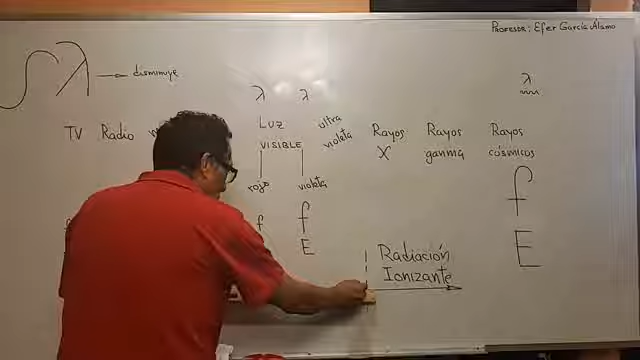 PROFESOR: Efer García Álamo
λ → disminuye
λ λ λ
TV Radio LUZ VISIBLE ultra violeta Rayos X Rayos gamma Rayos cósmicos
rojo violeta
f f f
E E
Radiación
Ionizante